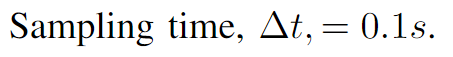 Sampling time, Δt, = 0.1s.